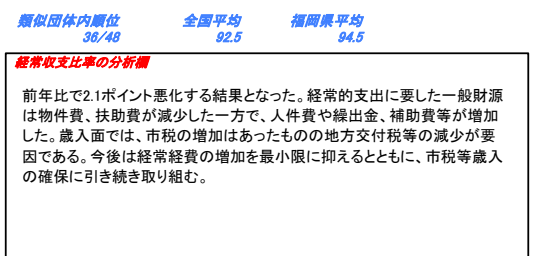 類似団体内順位 全国平均 福岡県平均
36/48 92.5 94.5
経常収支比率の分析欄
前年比で2.1ポイント悪化する結果となった。経常的支出に要した一般財源
は物件費、扶助費が減少した一方で、人件費や繰出金、補助費等が増加
した。歳入面では、市税の増加はあったものの地方交付税等の減少が要
因である。今後は経常経費の増加を最小限に抑えるとともに、市税等歳入
の確保に引き続き取り組む。